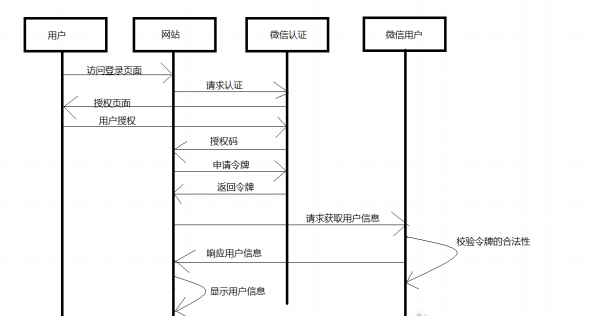 用户
网站
微信认证
微信用户
访问登录页面
请求认证
授权页面
用户授权
授权码
申请令牌
返回令牌
请求获取用户信息
校验令牌的合法性
响应用户信息
显示用户信息